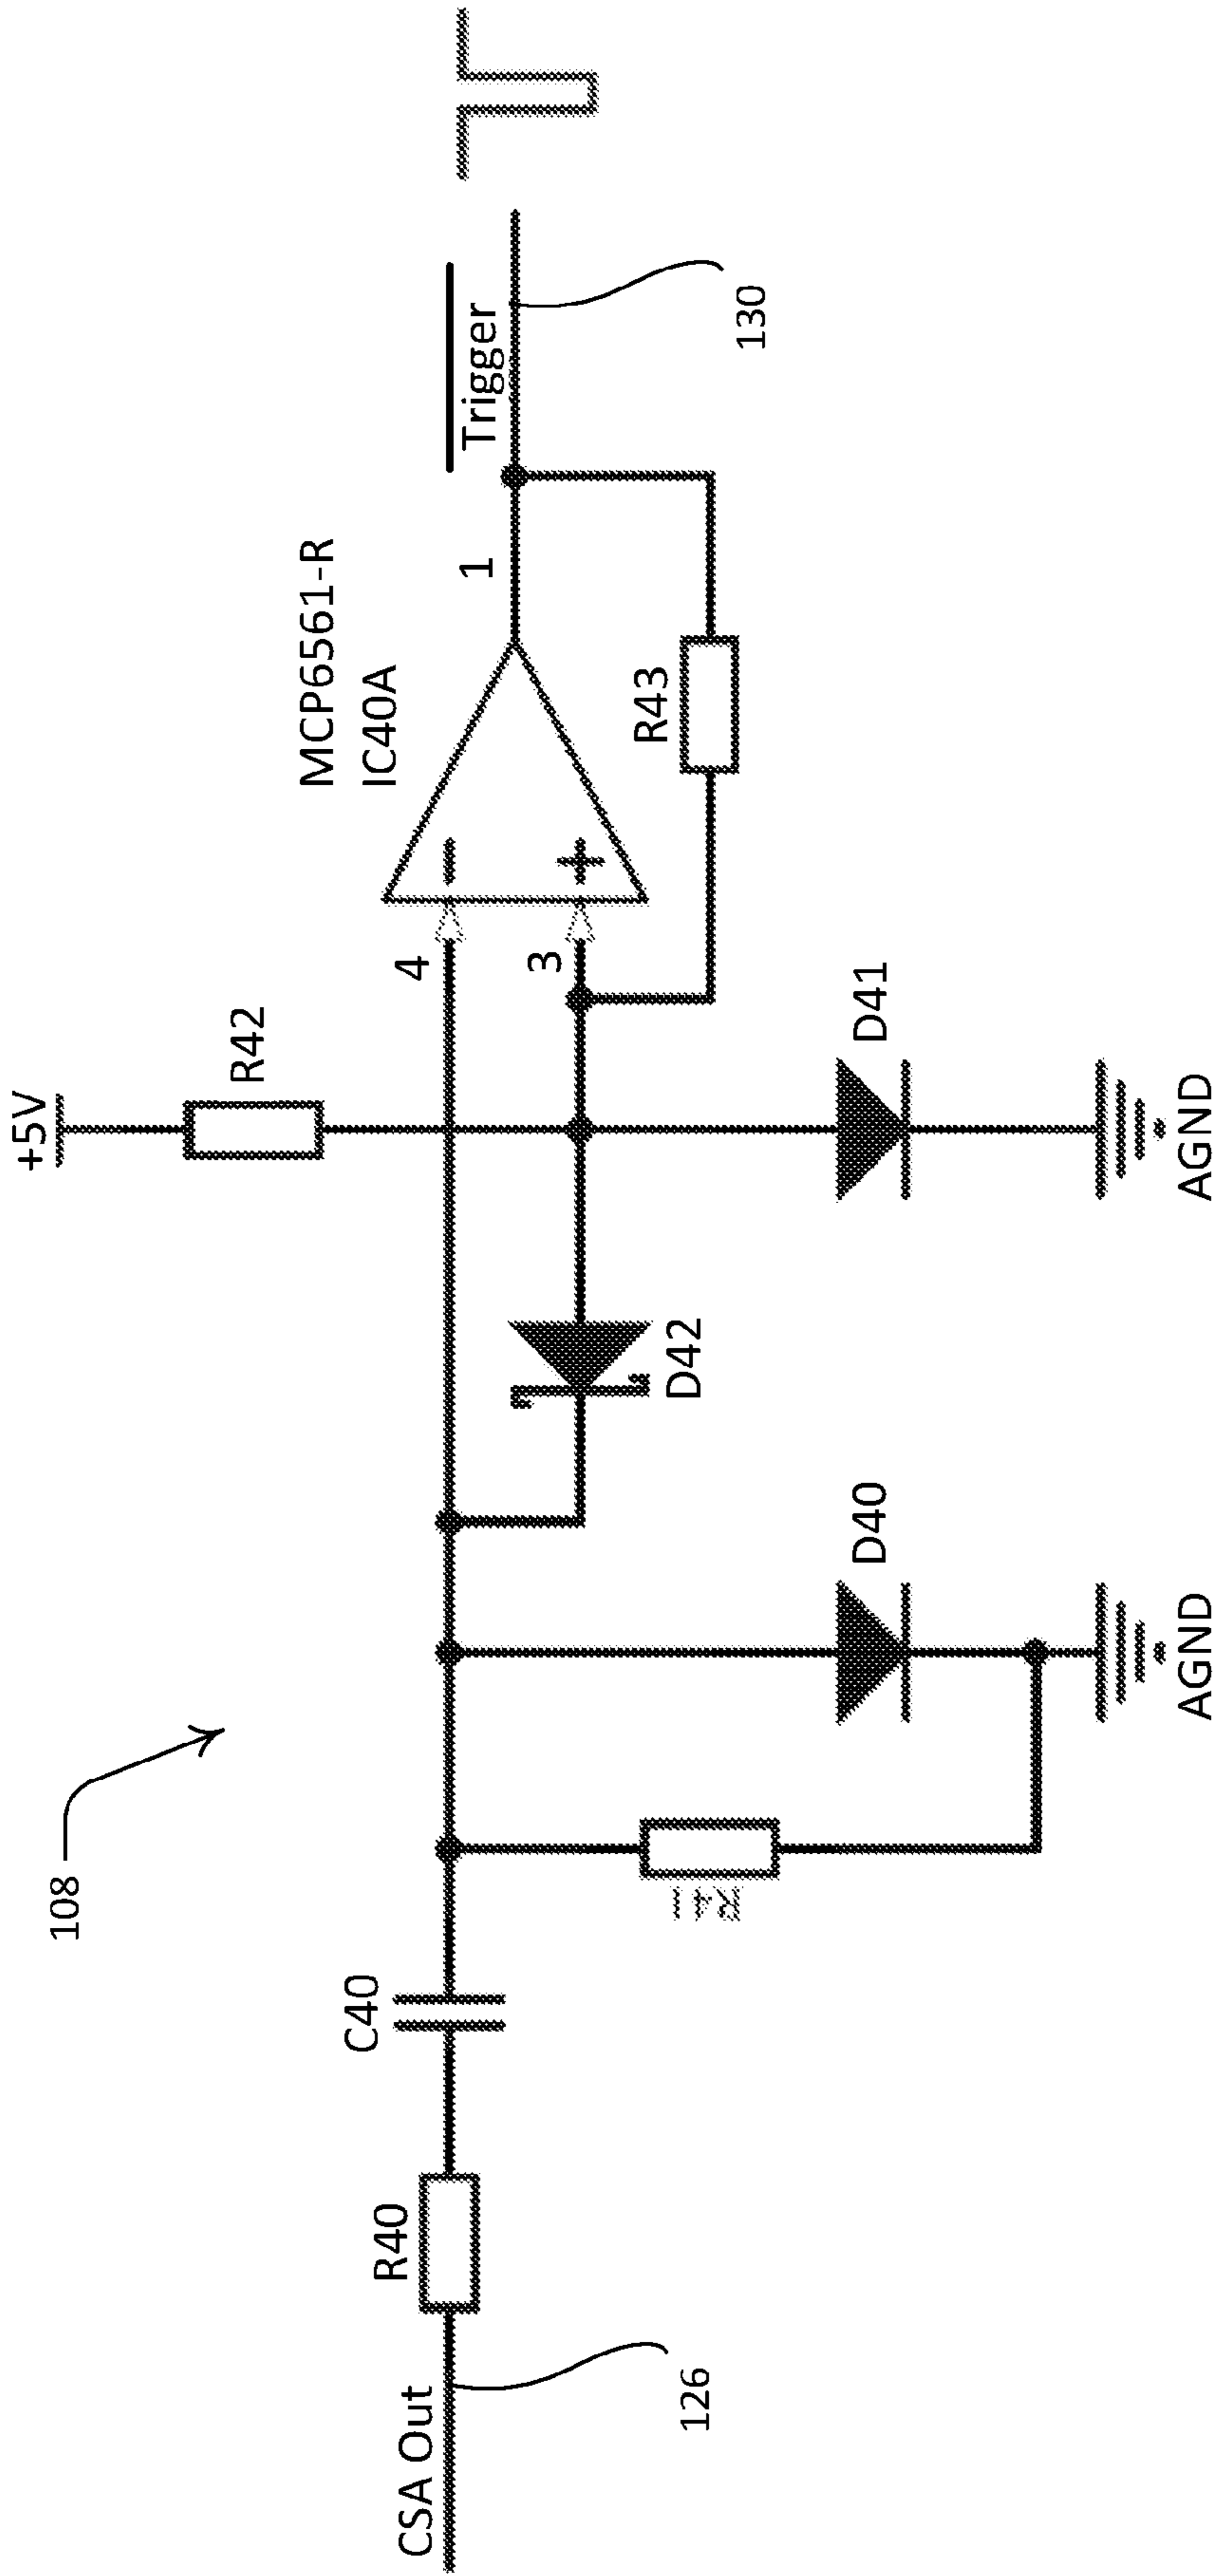 108
+5V
R42
MCP6561-R
IC40A
4
3
−
+
1
Trigger
130
R43
CSA Out
126
R40
C40
R41
D40
D42
D41
AGND
AGND